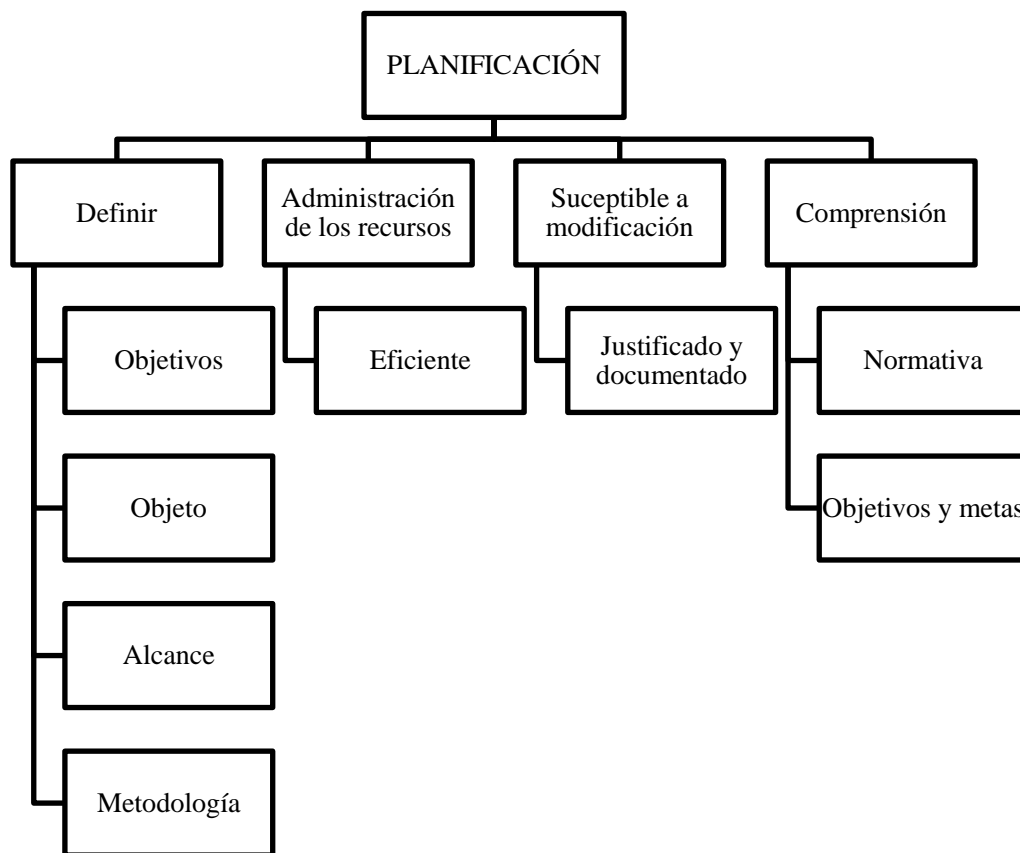 PLANIFICACIÓN
Definir
Administración
de los recursos
Suceptible a
modificación
Comprensión
Objetivos
Eficiente
Justificado y
documentado
Normativa
Objeto
Objetivos y metas
Alcance
Metodología